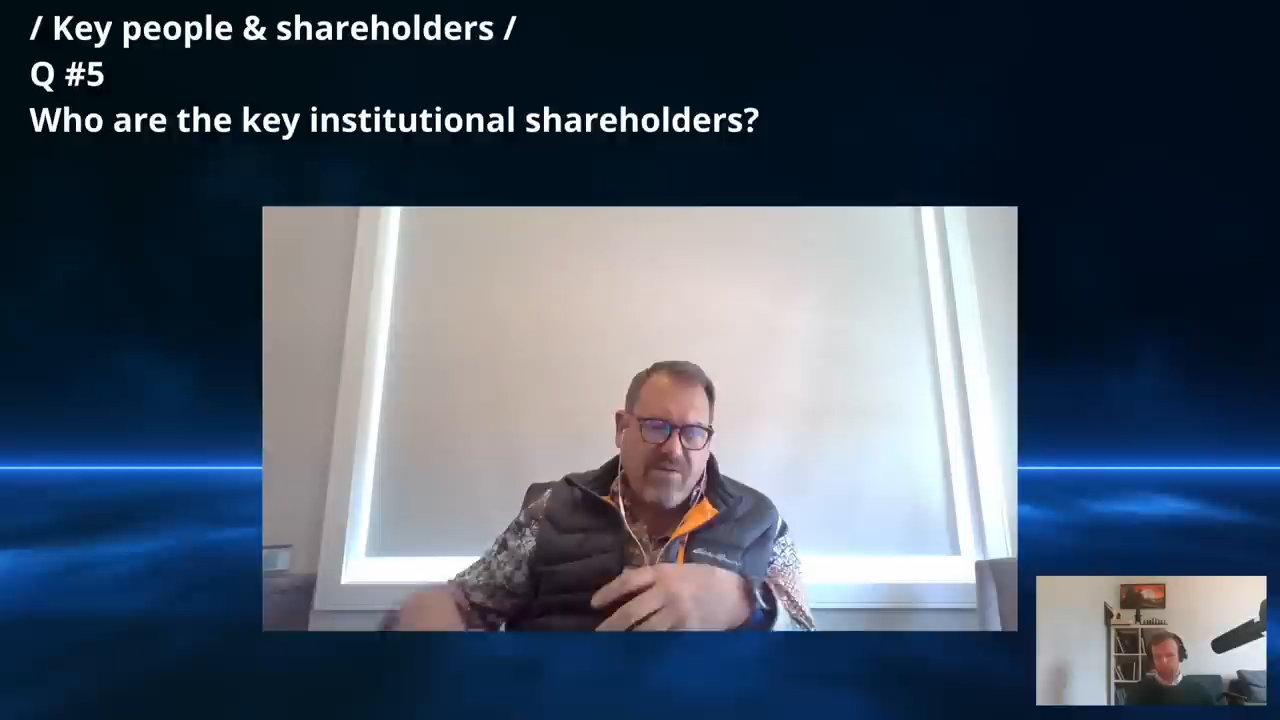 / Key people & shareholders /
Q #5
Who are the key institutional shareholders?